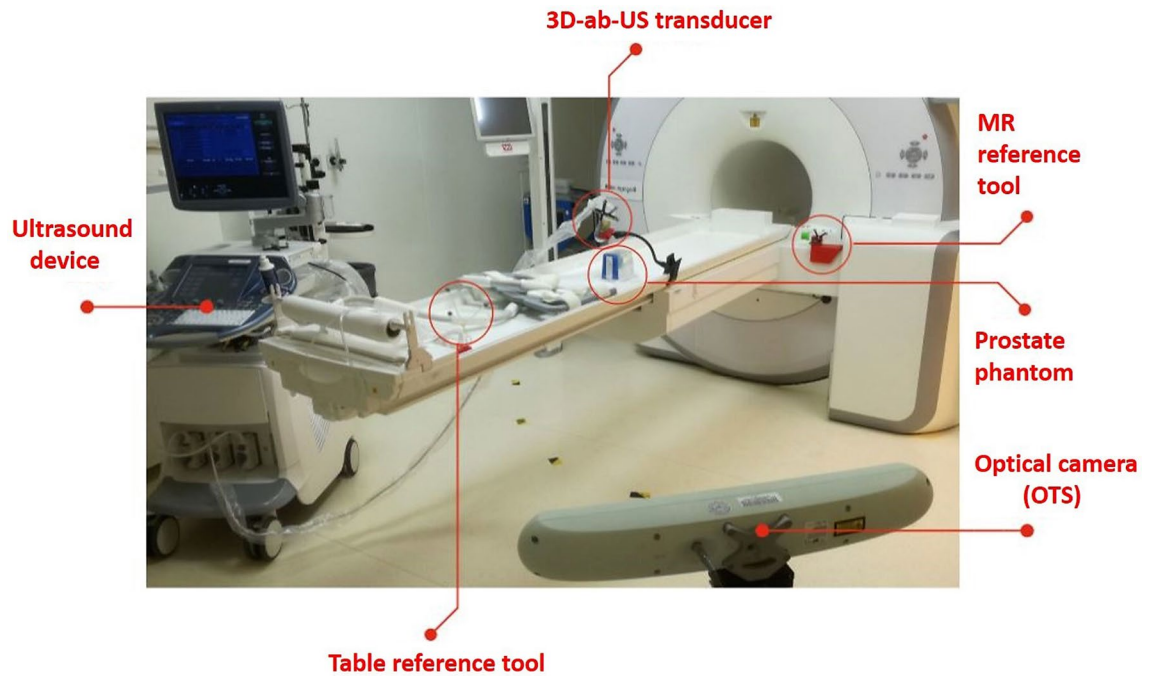 3D-ab-US transducer
MR
reference
tool
Ultrasound
device
Prostate
phantom
Optical camera
(OTS)
Table reference tool